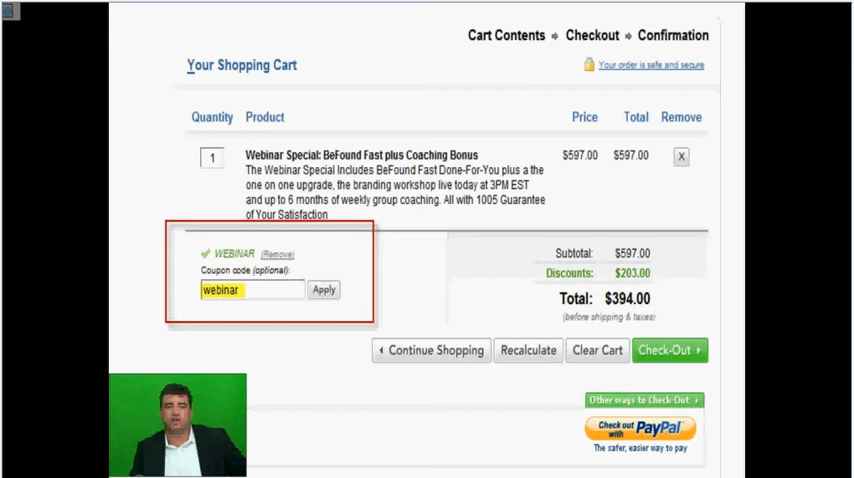 Cart Contents ➔ Checkout ➔ Confirmation
Your Shopping Cart
Your order is safe and secure
Quantity Product Price Total Remove
1 Webinar Special: BeFound Fast plus Coaching Bonus $597.00 $597.00 X
The Webinar Special Includes BeFound Fast Done-For-You plus a the
one on one upgrade, the branding workshop live today at 3PM EST
and up to 6 months of weekly group coaching. All with 1005 Guarantee
of Your Satisfaction
WEBINAR (Remove)
Coupon code (optional):
webinar Apply
Subtotal: $597.00
Discounts: $203.00
Total: $394.00
(before shipping & taxes)
Continue Shopping Recalculate Clear Cart Check-Out
Other ways to Check-Out
Check out with PayPal
The safer, easier way to pay